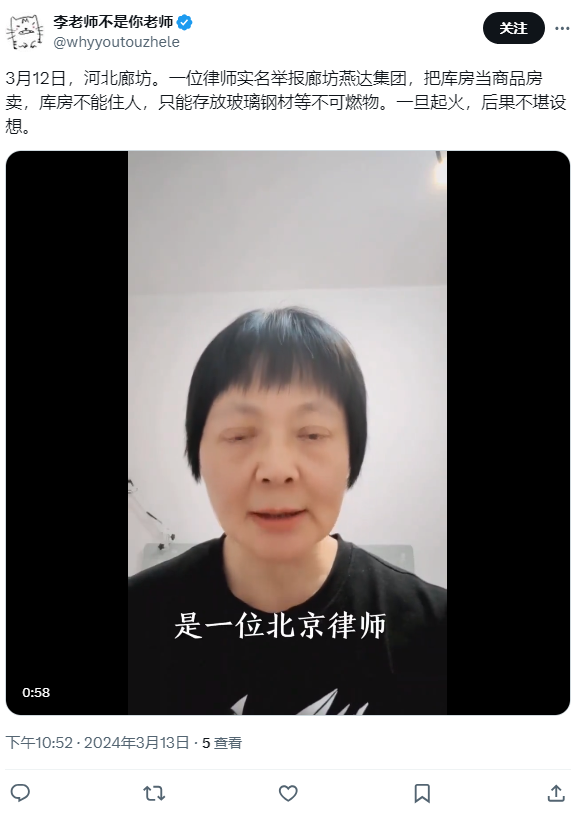 李老师不是你老师
@whyyoutouzhele
关注
3月12日，河北廊坊。一位律师实名举报廊坊燕达集团，把库房当商品房
卖，库房不能住人，只能存放玻璃钢材等不可燃物。一旦起火，后果不堪设
想。
是一位北京律师
0:58
下午10:52 · 2024年3月13日 · 5 查看